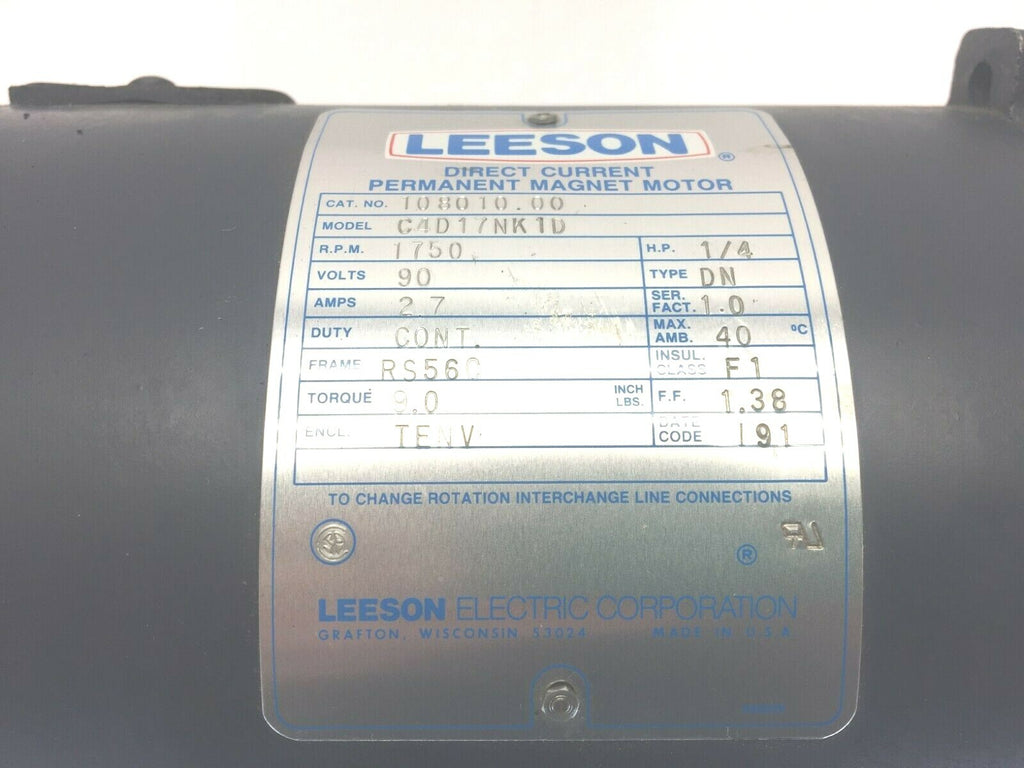 LEESON ®
DIRECT CURRENT
PERMANENT MAGNET MOTOR
CAT. NO. 108010.00
MODEL C4D17NK1D
R.P.M. 1750 H.P. 1/4
VOLTS 90 TYPE DN
AMPS 2.7 SER. FACT. 1.0
DUTY CONT. MAX. AMB. 40 ºC
FRAME RS56C INSUL. CLASS F1
TORQUE 9.0 INCH LBS. F.F. 1.38
ENCL. TENV DATE CODE 191
TO CHANGE ROTATION INTERCHANGE LINE CONNECTIONS
®
LEESON ELECTRIC CORPORATION
GRAFTON, WISCONSIN 53024 MADE IN U.S.A.